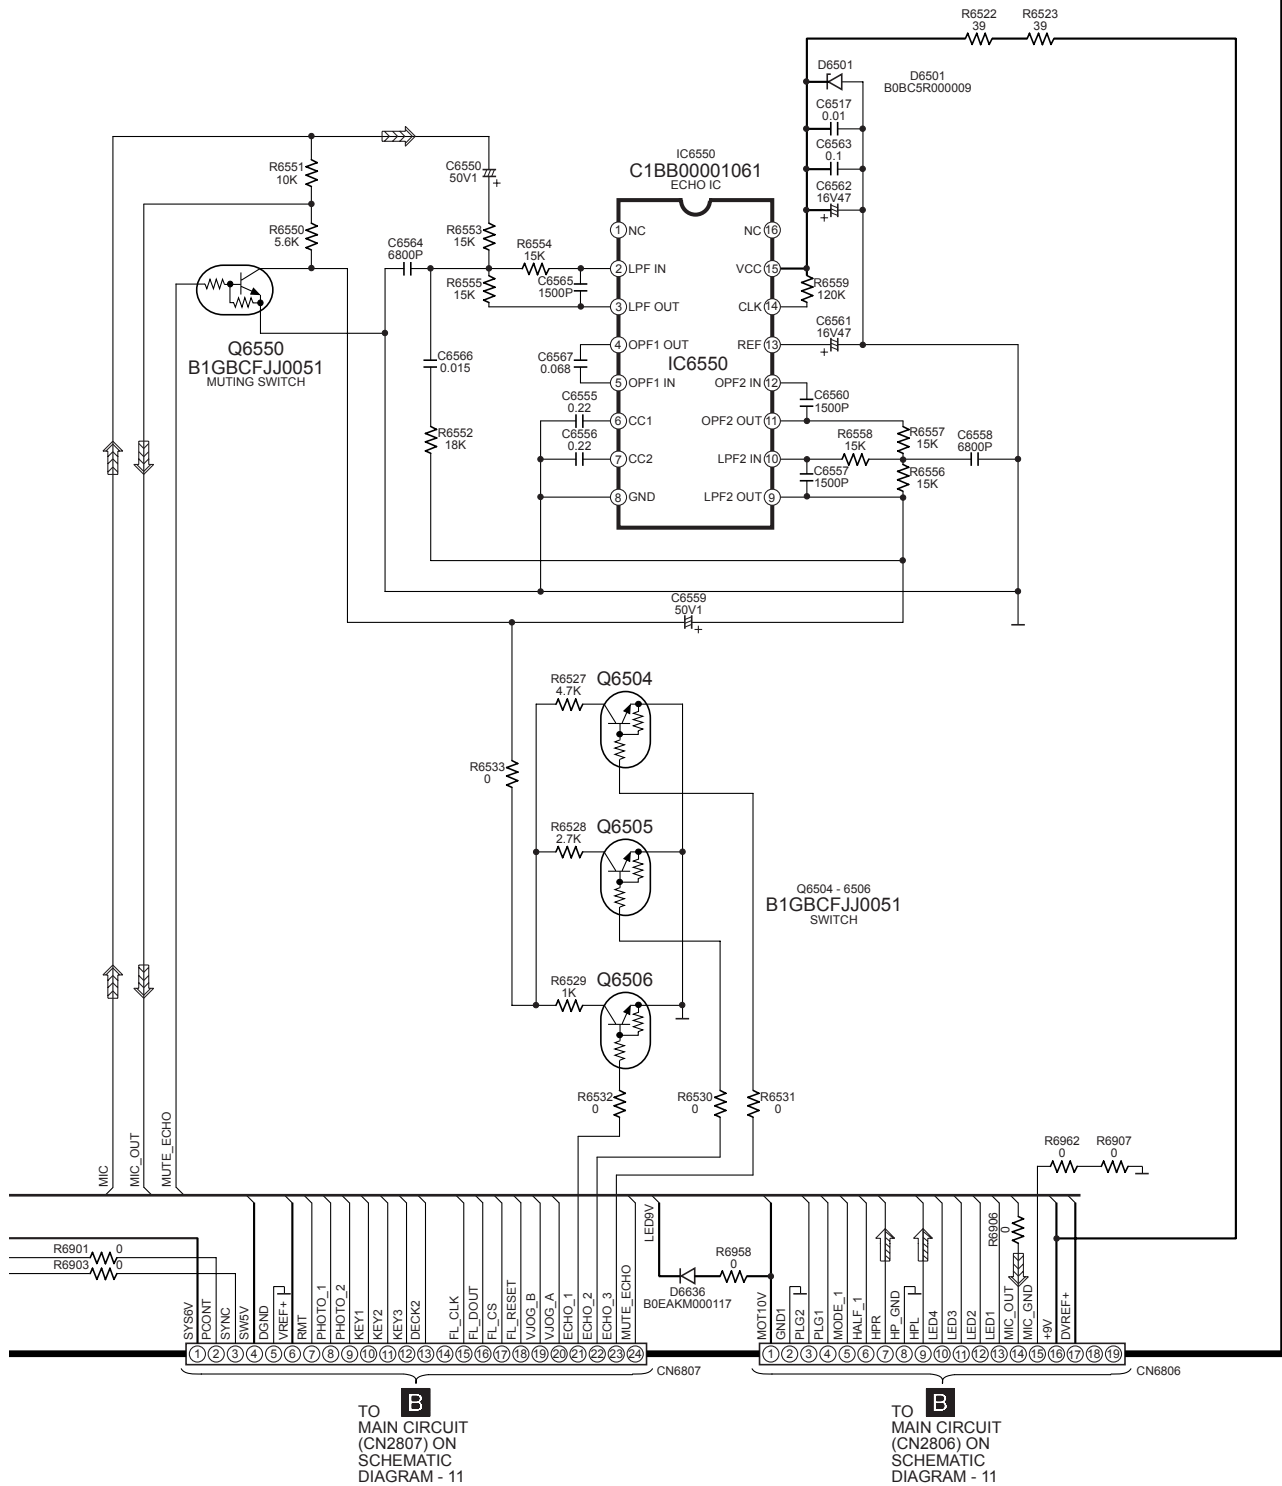 R6522
39
R6523
39
D6501
D6501
B0BC5R000009
C6517
0.01
C6563
0.1
C6562
16V47
+
R6551
10K
C6550
50V1
+
IC6550
C1BB00001061
ECHO IC
R6550
5.6K
C6564
6800P
R6553
15K
R6554
15K
R6555
15K
C6565
1500P
1 NC
NC 16
2 LPF IN
VCC 15
3 LPF OUT
CLK 14
4 OPF1 OUT
REF 13
5 OPF1 IN
OPF2 IN 12
6 CC1
OPF2 OUT 11
7 CC2
LPF2 IN 10
8 GND
LPF2 OUT 9
IC6550
R6559
120K
C6561
16V47
+
Q6550
B1GBCFJJ0051
MUTING SWITCH
C6566
0.015
C6567
0.068
C6555
0.22
C6556
0.22
C6560
1500P
R6552
18K
R6558
15K
R6557
15K
C6558
6800P
C6557
1500P
R6556
15K
C6559
50V1
+
R6527
4.7K
Q6504
R6533
0
R6528
2.7K
Q6505
Q6504 - 6506
B1GBCFJJ0051
SWITCH
R6529
1K
Q6506
R6532
0
R6530
0
R6531
0
MIC
MIC_OUT
MUTE_ECHO
R6962
0
R6907
0
R6901 0
R6903 0
LED9V
R6958
0
D6636
B0EAKM000117
R6906
0
SYS6V
PCONT
SYNC
SW5V
DGND
VREF+
RMT
PHOTO_1
PHOTO_2
KEY1
KEY2
KEY3
DECK2
FL_CLK
FL_DOUT
FL_CS
FL_RESET
VJOG_B
VJOG_A
ECHO_1
ECHO_2
ECHO_3
MUTE_ECHO
MOT10V
GND1
PLG2
PLG1
MODE_1
HALF_1
HPR
HP_GND
HPL
LED4
LED3
LED2
LED1
MIC_OUT
MIC_GND
+9V
DVREF+
1 2 3 4 5 6 7 8 9 10 11 12 13 14 15 16 17 18 19 20 21 22 23 24
CN6807
1 2 3 4 5 6 7 8 9 10 11 12 13 14 15 16 17 18 19
CN6806
TO B
MAIN CIRCUIT
(CN2807) ON
SCHEMATIC
DIAGRAM - 11
TO B
MAIN CIRCUIT
(CN2806) ON
SCHEMATIC
DIAGRAM - 11